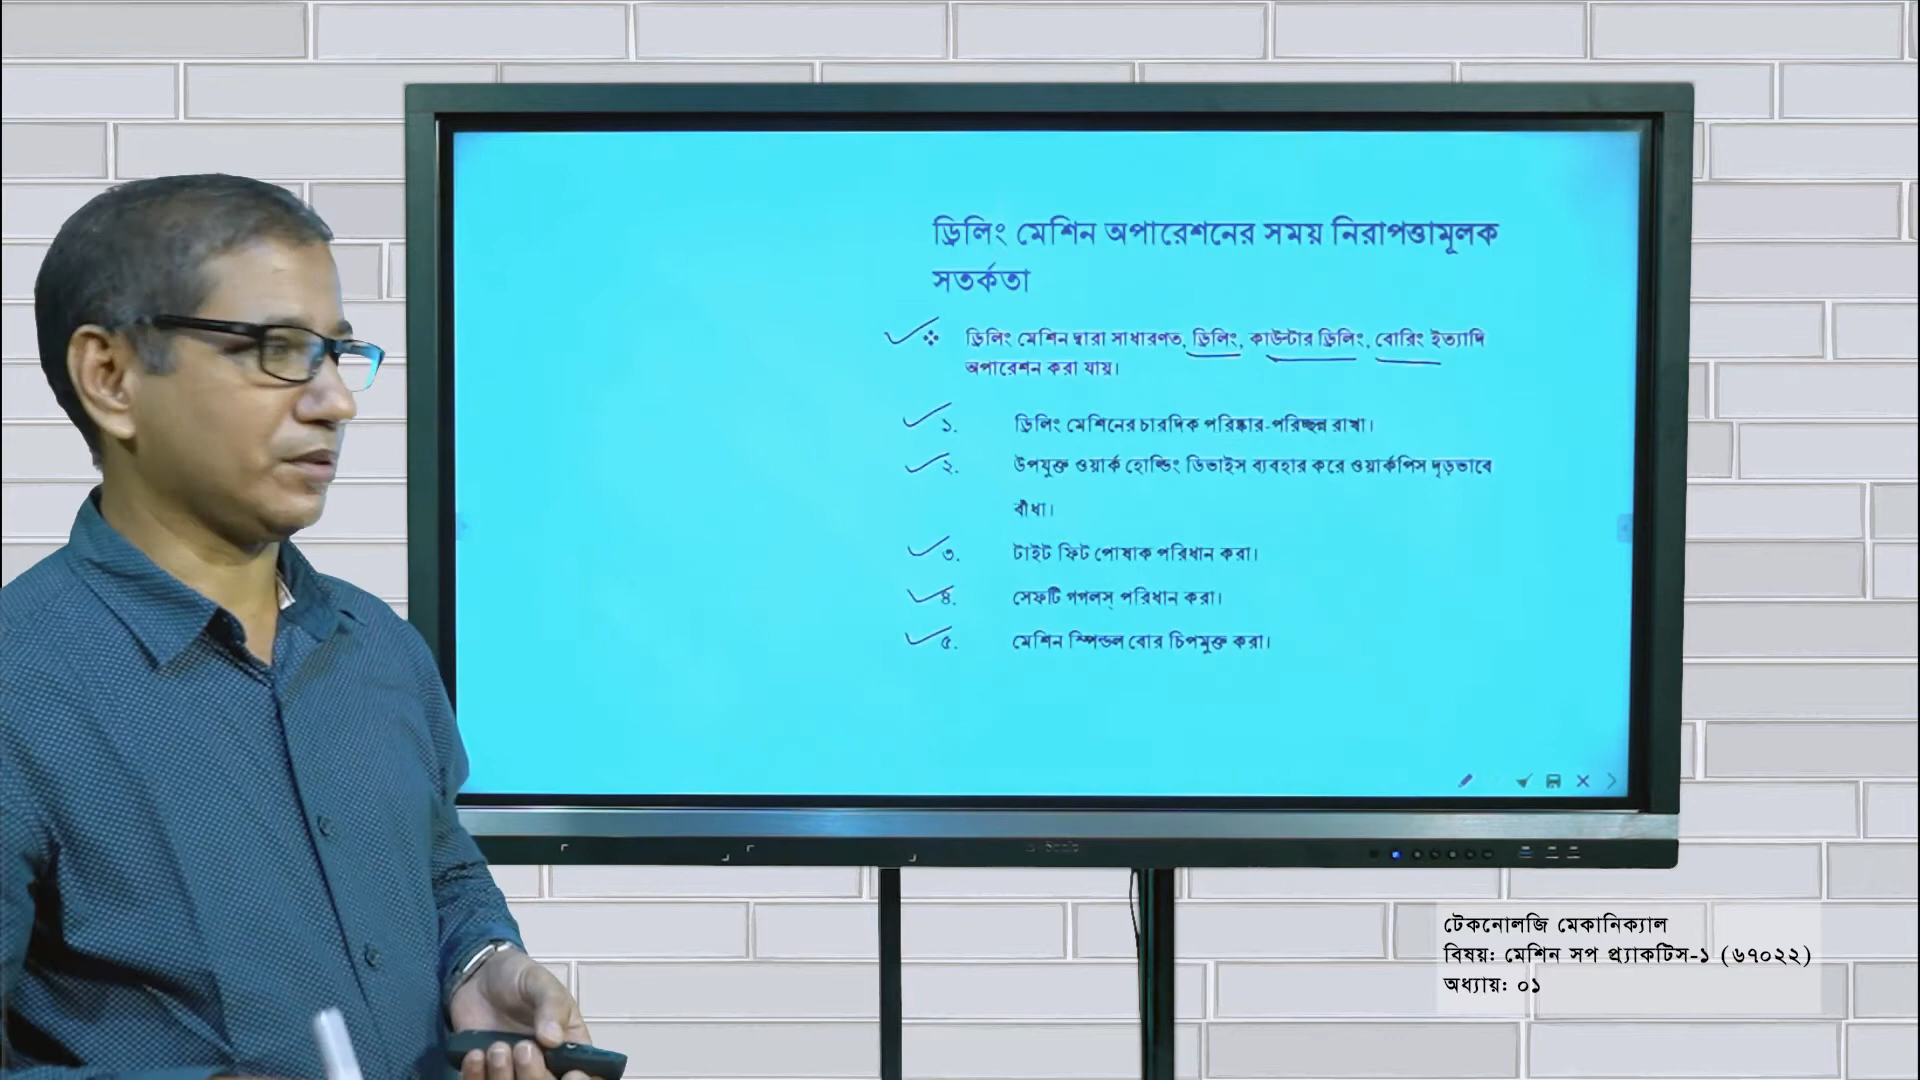 ড্রিলিং মেশিন অপারেশনের সময় নিরাপত্তামূলক
সতর্কতা
❖ ড্রিলিং মেশিন দ্বারা সাধারণত, ড্রিলিং, কাউন্টার ড্রিলিং, বোরিং ইত্যাদি
অপারেশন করা যায়।
১. ড্রিলিং মেশিনের চারদিক পরিষ্কার-পরিচ্ছন্ন রাখা।
২. উপযুক্ত ওয়ার্ক হোল্ডিং ডিভাইস ব্যবহার করে ওয়ার্কপিস দৃড়ভাবে
বাঁধা।
৩. টাইট ফিট পোষাক পরিধান করা।
৪. সেফটি গগলস্ পরিধান করা।
৫. মেশিন স্পিন্ডল বোর চিপমুক্ত করা।
টেকনোলজি মেকানিক্যাল
বিষয়: মেশিন সপ প্র্যাকটিস-১ (৬৭০২২)
অধ্যায়: ০১